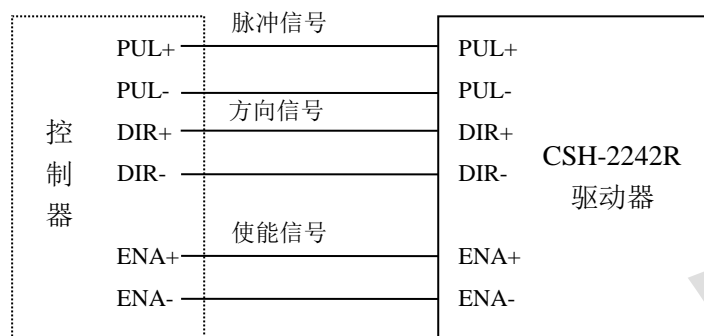 脉冲信号
PUL+ PUL+
PUL- PUL-
方向信号
DIR+ DIR+
DIR- DIR-
控制器
CSH-2242R
驱动器
使能信号
ENA+ ENA+
ENA- ENA-